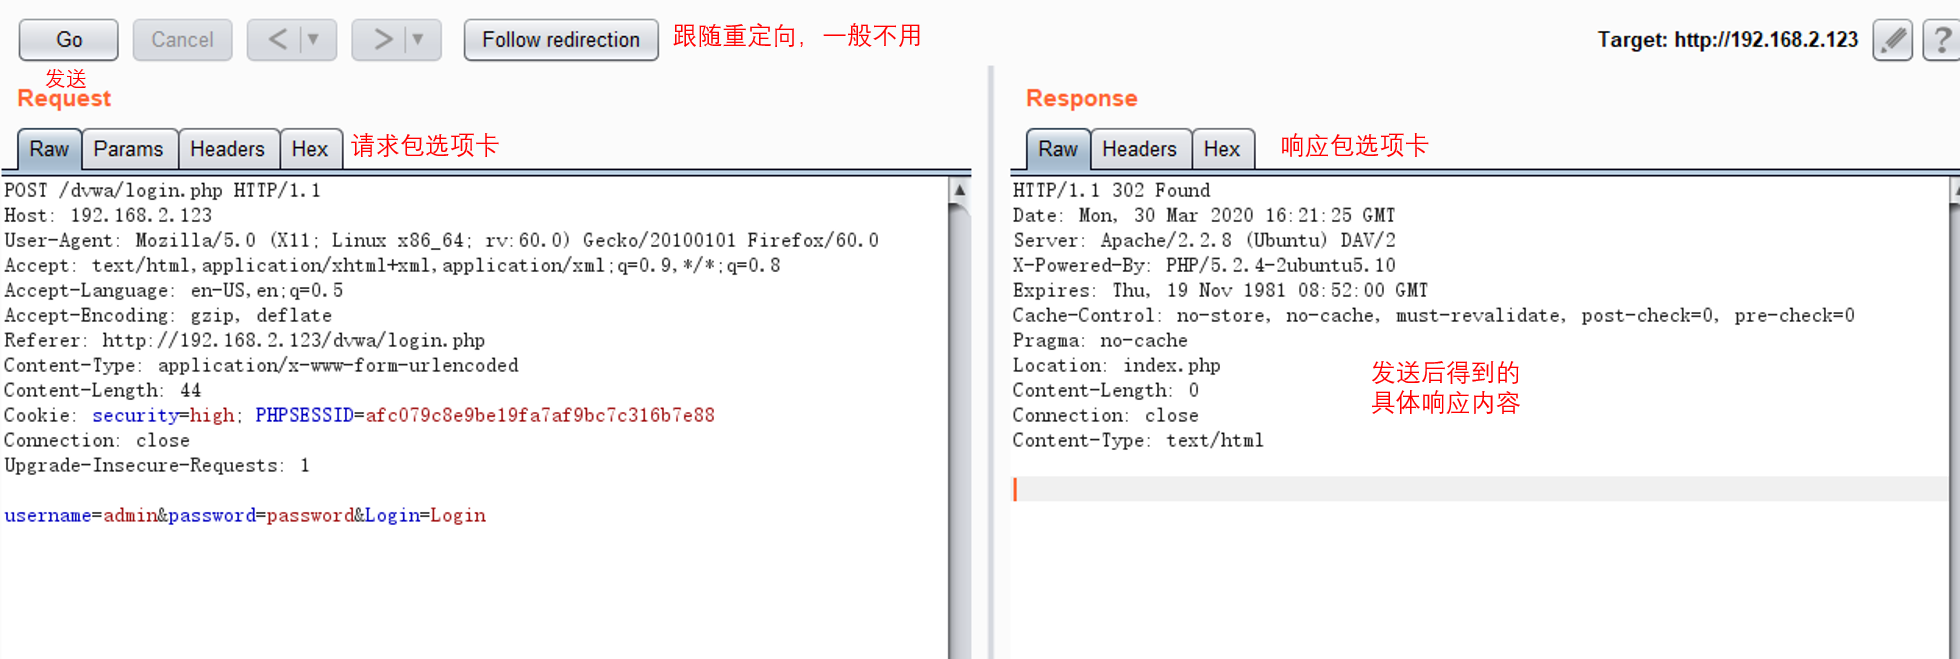 Go
Cancel
<
>
Follow redirection
跟随重定向，一般不用
Target: http://192.168.2.123
?
发送
Request
Raw
Params
Headers
Hex
请求包选项卡
POST /dvwa/login.php HTTP/1.1
Host: 192.168.2.123
User-Agent: Mozilla/5.0 (X11; Linux x86_64; rv:60.0) Gecko/20100101 Firefox/60.0
Accept: text/html,application/xhtml+xml,application/xml;q=0.9,*/*;q=0.8
Accept-Language: en-US,en;q=0.5
Accept-Encoding: gzip, deflate
Referer: http://192.168.2.123/dvwa/login.php
Content-Type: application/x-www-form-urlencoded
Content-Length: 44
Cookie: security=high; PHPSESSID=afc079c8e9be19fa7af9bc7c316b7e88
Connection: close
Upgrade-Insecure-Requests: 1
username=admin&password=password&Login=Login
Response
Raw
Headers
Hex
响应包选项卡
HTTP/1.1 302 Found
Date: Mon, 30 Mar 2020 16:21:25 GMT
Server: Apache/2.2.8 (Ubuntu) DAV/2
X-Powered-By: PHP/5.2.4-2ubuntu5.10
Expires: Thu, 19 Nov 1981 08:52:00 GMT
Cache-Control: no-store, no-cache, must-revalidate, post-check=0, pre-check=0
Pragma: no-cache
Location: index.php
Content-Length: 0
Connection: close
Content-Type: text/html
发送后得到的
具体响应内容